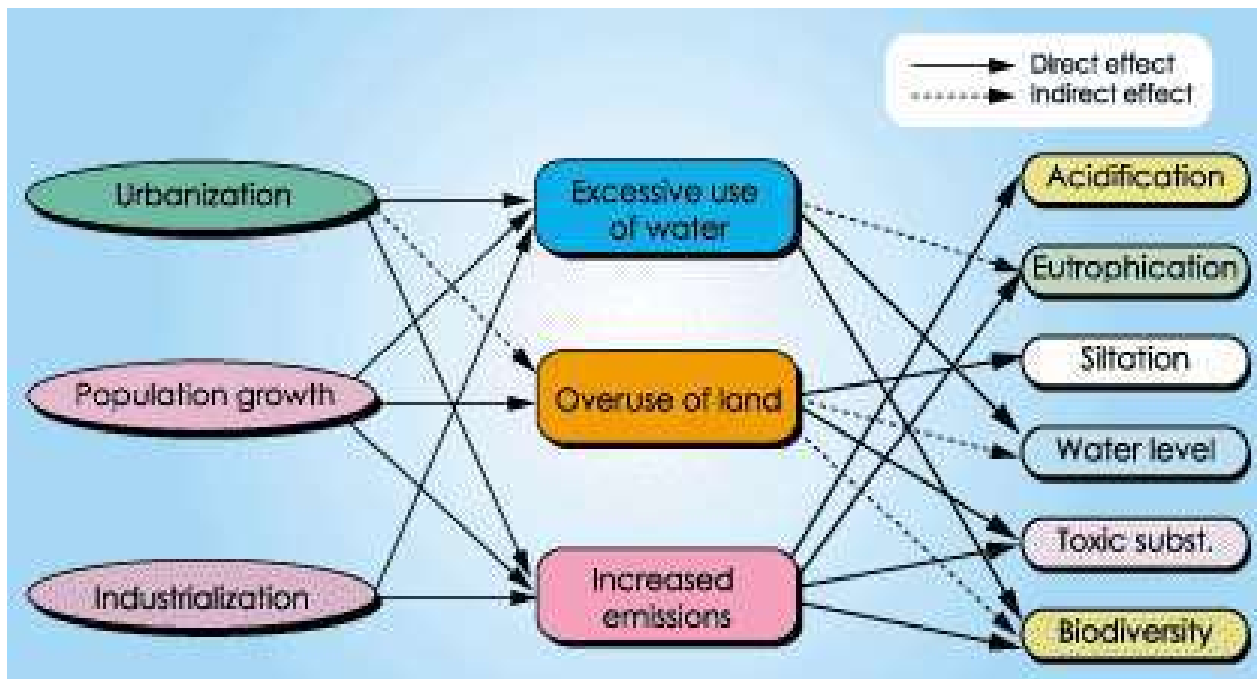 Direct effect
Indirect effect
Urbanization
Population growth
Industrialization
Excessive use
of water
Overuse of land
Increased
emissions
Acidification
Eutrophication
Siltation
Water level
Toxic subst.
Biodiversity